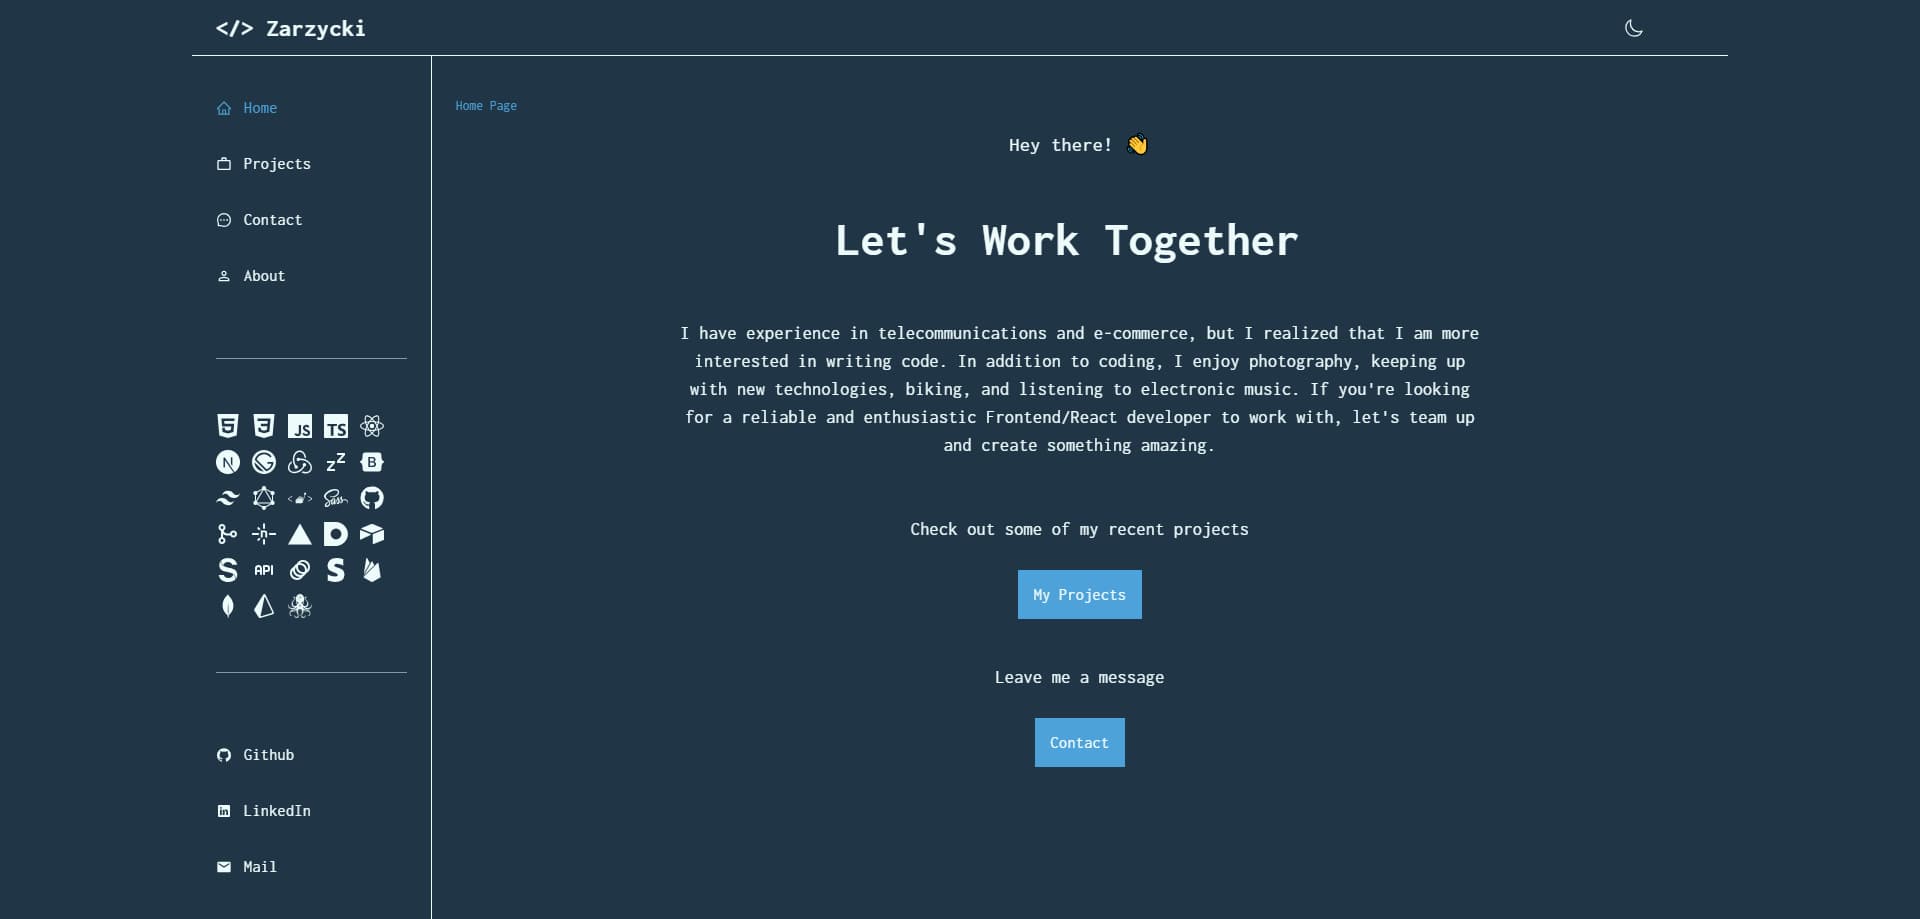 </> Zarzycki
Home
Projects
Contact
About
JS TS
N G z Z B
Sass
API
Github
LinkedIn
Mail
Home Page
Hey there! 👋
Let's Work Together
I have experience in telecommunications and e-commerce, but I realized that I am more
interested in writing code. In addition to coding, I enjoy photography, keeping up
with new technologies, biking, and listening to electronic music. If you're looking
for a reliable and enthusiastic Frontend/React developer to work with, let's team up
and create something amazing.
Check out some of my recent projects
My Projects
Leave me a message
Contact